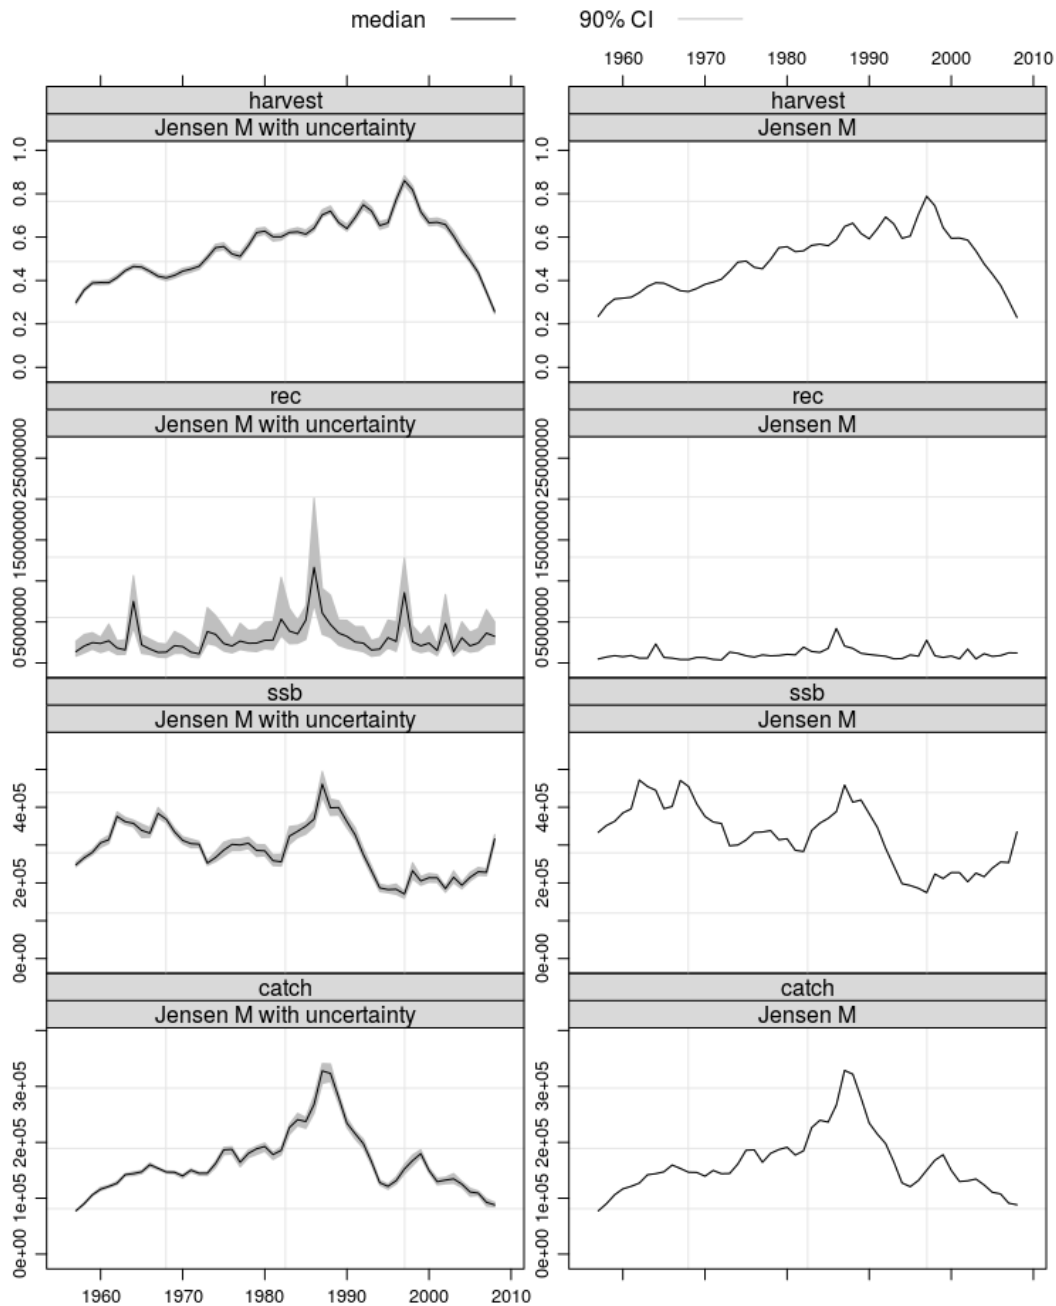 median 90% CI
1960 1970 1980 1990 2000 2010
harvest harvest
Jensen M with uncertainty Jensen M
0.0 0.2 0.4 0.6 0.8 1.0 0.0 0.2 0.4 0.6 0.8 1.0
rec rec
Jensen M with uncertainty Jensen M
0 5000000 15000000 25000000 0 5000000 15000000 25000000
ssb ssb
Jensen M with uncertainty Jensen M
0e+00 2e+05 4e+05 0e+00 2e+05 4e+05
catch catch
Jensen M with uncertainty Jensen M
0e+00 1e+05 2e+05 3e+05 0e+00 1e+05 2e+05 3e+05
1960 1970 1980 1990 2000 2010